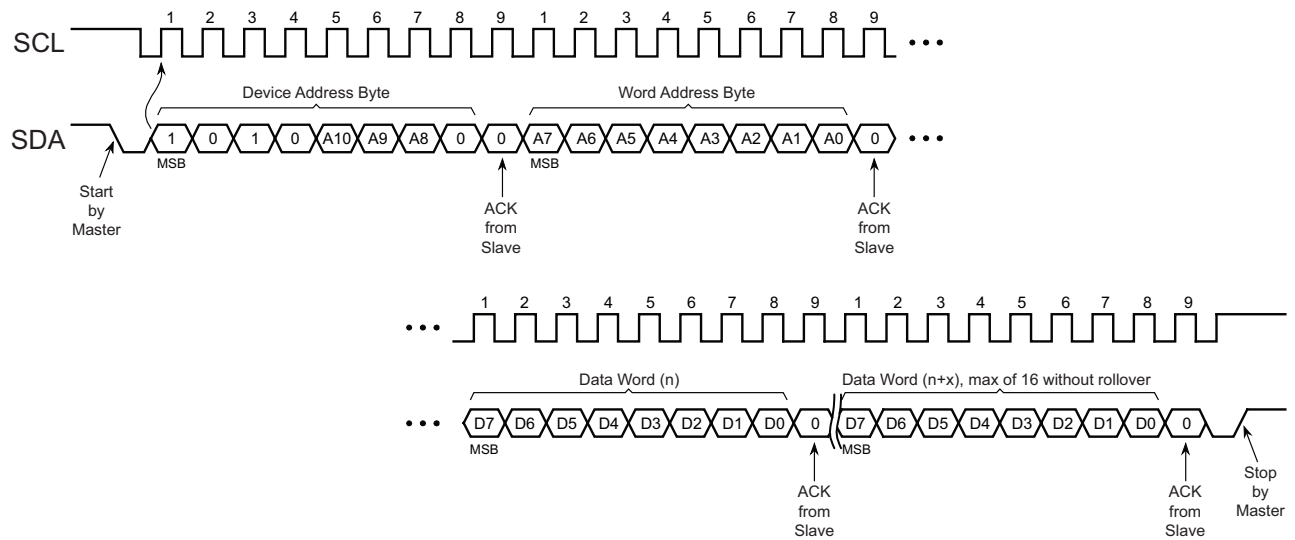 1 2 3 4 5 6 7 8 9 1 2 3 4 5 6 7 8 9
SCL
Device Address Byte Word Address Byte
SDA 1 0 1 0 A10 A9 A8 0 0 A7 A6 A5 A4 A3 A2 A1 A0 0
MSB MSB
Start
by
Master
ACK
from
Slave
ACK
from
Slave
1 2 3 4 5 6 7 8 9 1 2 3 4 5 6 7 8 9
Data Word (n) Data Word (n+x), max of 16 without rollover
D7 D6 D5 D4 D3 D2 D1 D0 0 D7 D6 D5 D4 D3 D2 D1 D0 0
MSB MSB
ACK
from
Slave
ACK
from
Slave
Stop
by
Master